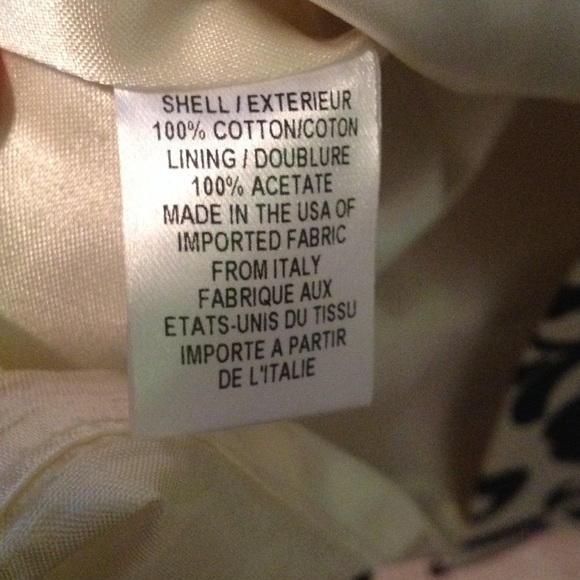 SHELL / EXTERIEUR
100% COTTON/COTON
LINING / DOUBLURE
100% ACETATE
MADE IN THE USA OF
IMPORTED FABRIC
FROM ITALY
FABRIQUE AUX
ETATS-UNIS DU TISSU
IMPORTE A PARTIR
DE L'ITALIE